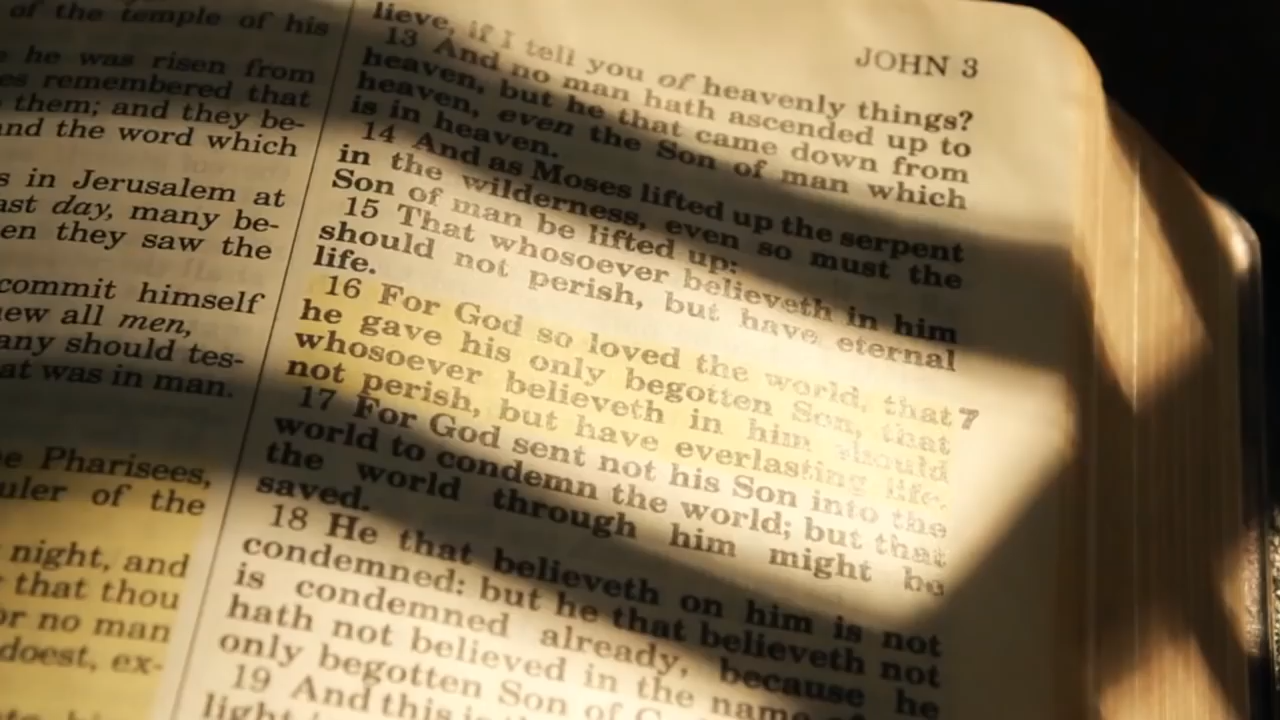 of the temple of his
he was risen from
es remembered that
them; and they be-
and the word which
s in Jerusalem at
ast day, many be-
en they saw the
commit himself
ew all men,
any should tes-
at was in man.
e Pharisees,
uler of the
night, and
that thou
or no man
doest, ex-
JOHN 3
lieve, if I tell you of heavenly things?
13 And no man hath ascended up to
heaven, but he that came down from
heaven, even the Son of man which
is in heaven.
14 And as Moses lifted up the serpent
in the wilderness, even so must the
Son of man be lifted up:
15 That whosoever believeth in him
should not perish, but have eternal
life.
16 For God so loved the world, that
he gave his only begotten Son, that
whosoever believeth in him should
not perish, but have everlasting life.
7
17 For God sent not his Son into the
world to condemn the world; but that
the world through him might be
saved.
18 He that believeth on him is not
condemned: but he that believeth not
is condemned already, because he
hath not believed in the name of
only begotten Son of
19 And this is
light